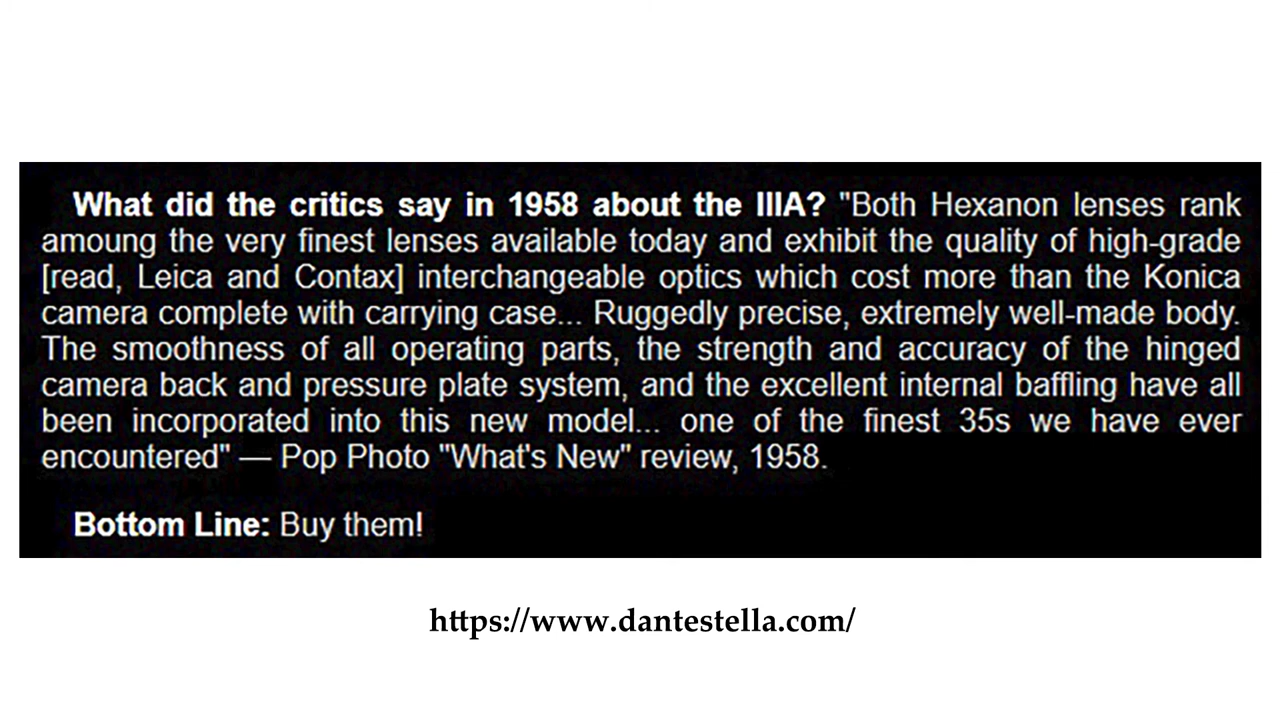 What did the critics say in 1958 about the IIIA? "Both Hexanon lenses rank
amoung the very finest lenses available today and exhibit the quality of high-grade
[read, Leica and Contax] interchangeable optics which cost more than the Konica
camera complete with carrying case... Ruggedly precise, extremely well-made body.
The smoothness of all operating parts, the strength and accuracy of the hinged
camera back and pressure plate system, and the excellent internal baffling have all
been incorporated into this new model... one of the finest 35s we have ever
encountered" — Pop Photo "What's New" review, 1958.
Bottom Line: Buy them!
https://www.dantestella.com/